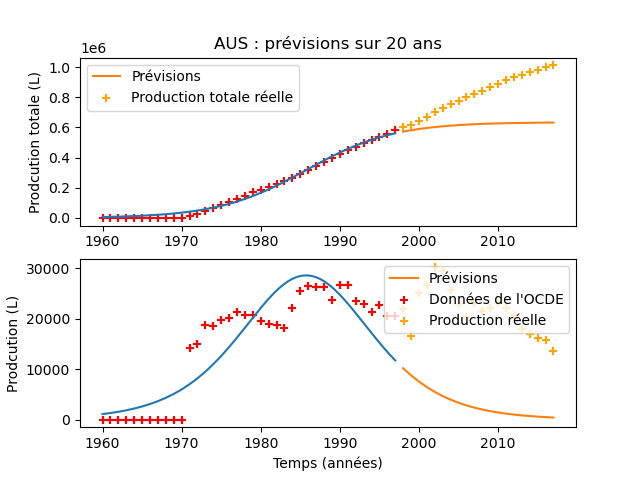 AUS : prévisions sur 20 ans
1e6
Prodcution totale (L)
1.0
0.8
0.6
0.4
0.2
0.0
Prévisions
Production totale réelle
1960 1970 1980 1990 2000 2010
Prodcution (L)
30000
20000
10000
0
Prévisions
Données de l'OCDE
Production réelle
1960 1970 1980 1990 2000 2010
Temps (années)